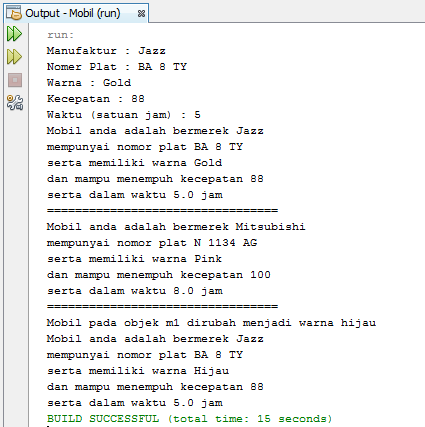 Output - Mobil (run)
run:
Manufaktur : Jazz
Nomer Plat : BA 8 TY
Warna : Gold
Kecepatan : 88
Waktu (satuan jam) : 5
Mobil anda adalah bermerek Jazz
mempunyai nomor plat BA 8 TY
serta memiliki warna Gold
dan mampu menempuh kecepatan 88
serta dalam waktu 5.0 jam
=================================
Mobil anda adalah bermerek Mitsubishi
mempunyai nomor plat N 1134 AG
serta memiliki warna Pink
dan mampu menempuh kecepatan 100
serta dalam waktu 8.0 jam
=================================
Mobil pada objek m1 dirubah menjadi warna hijau
Mobil anda adalah bermerek Jazz
mempunyai nomor plat BA 8 TY
serta memiliki warna Hijau
dan mampu menempuh kecepatan 88
serta dalam waktu 5.0 jam
BUILD SUCCESSFUL (total time: 15 seconds)